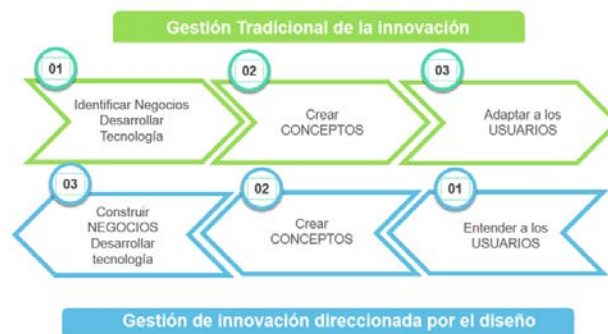 Gestión Tradicional de la innovación
01
Identificar Negocios
Desarrollar
Tecnología
02
Crear
CONCEPTOS
03
Adaptar a los
USUARIOS
03
Construir
NEGOCIOS
Desarrollar
tecnología
02
Crear
CONCEPTOS
01
Entender a los
USUARIOS
Gestión de innovación direccionada por el diseño